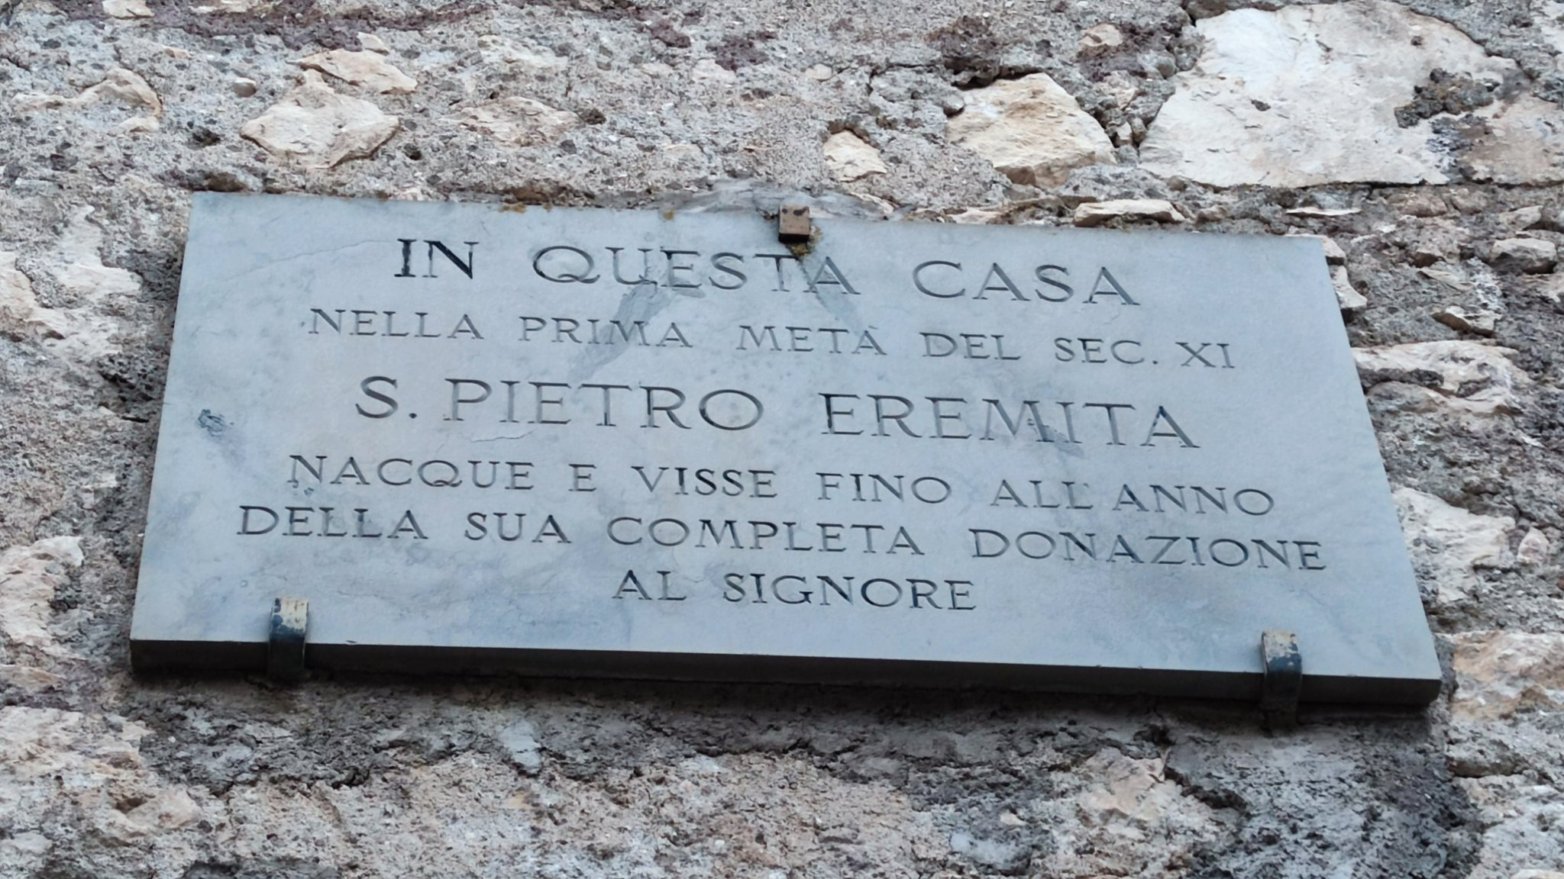 IN QUESTA CASA
NELLA PRIMA METÀ DEL SEC. XI
S. PIETRO EREMITA
NACQUE E VISSE FINO ALL'ANNO
DELLA SUA COMPLETA DONAZIONE
AL SIGNORE